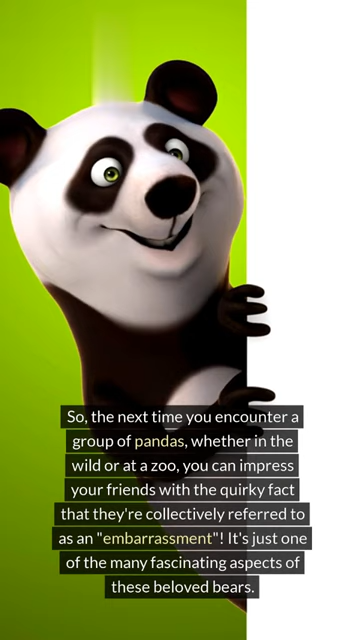 So, the next time you encounter a
group of pandas, whether in the
wild or at a zoo, you can impress
your friends with the quirky fact
that they're collectively referred to
as an "embarrassment"! It's just one
of the many fascinating aspects of
these beloved bears.